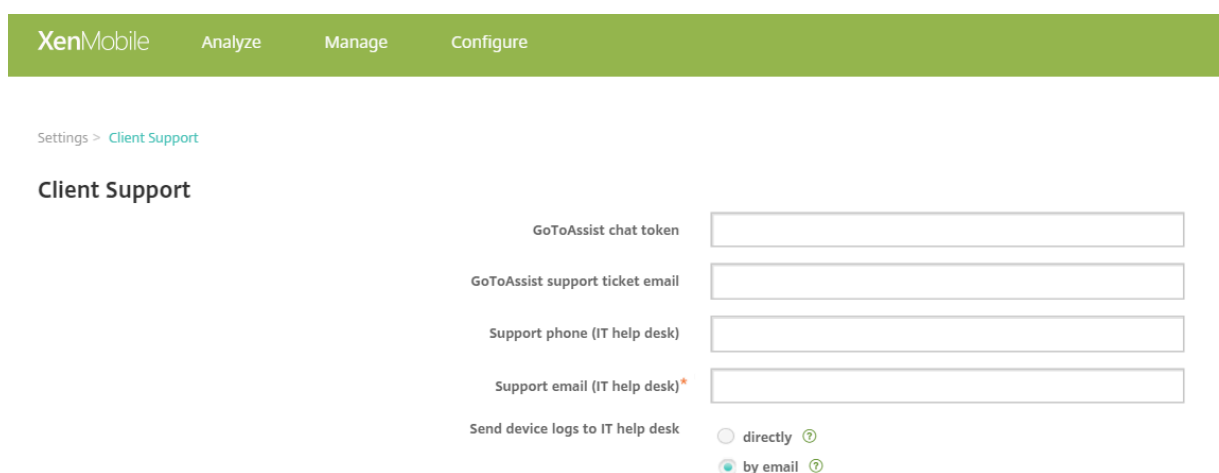 XenMobile Analyze Manage Configure
Settings > Client Support
Client Support
GoToAssist chat token
GoToAssist support ticket email
Support phone (IT help desk)
Support email (IT help desk)*
Send device logs to IT help desk
directly ?
by email ?